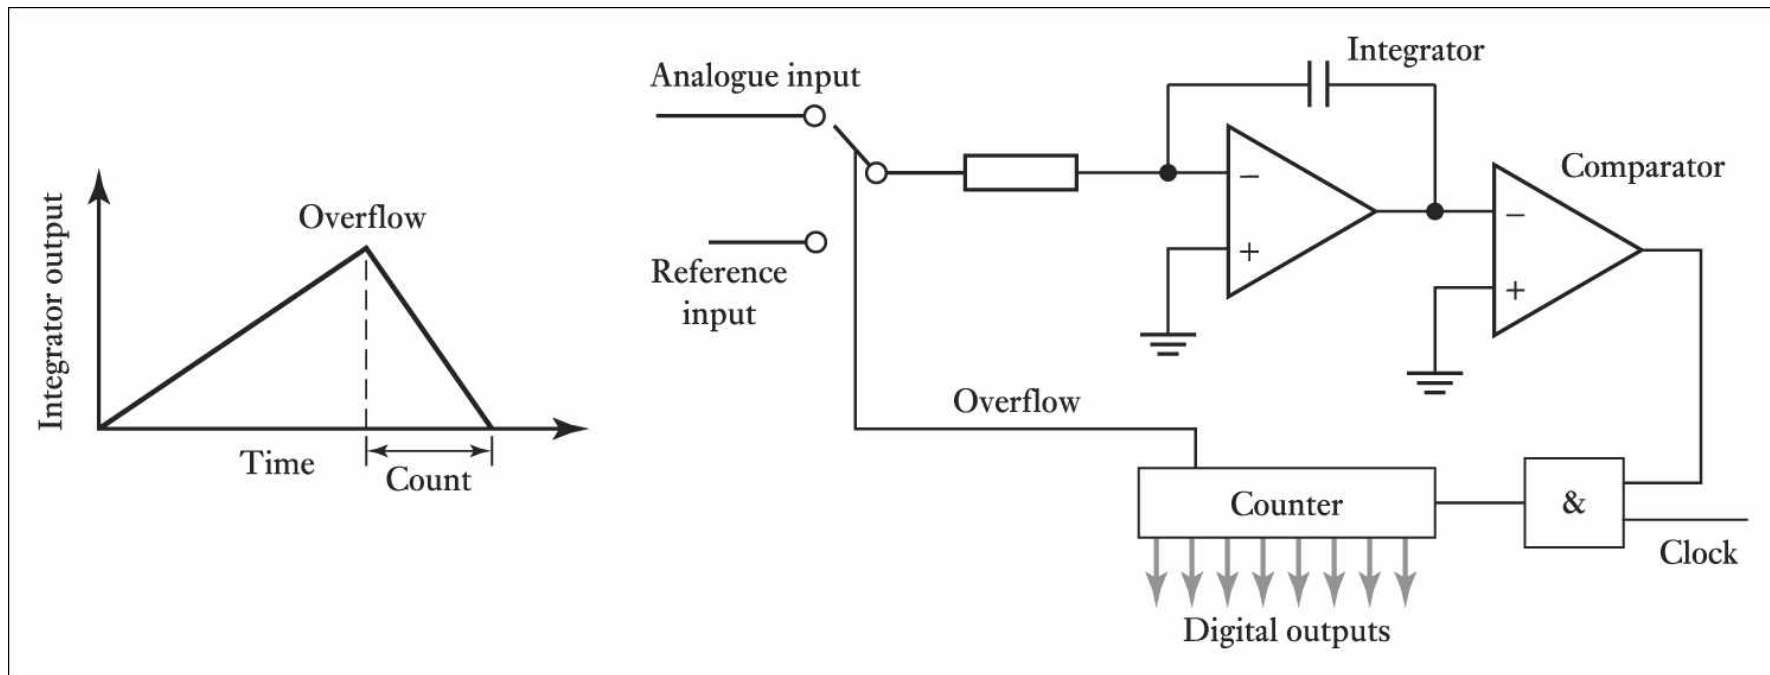 Integrator output
Overflow
Time
Count
Analogue input
Reference
input
Integrator
−
+
Comparator
−
+
Overflow
Counter
&
Clock
Digital outputs